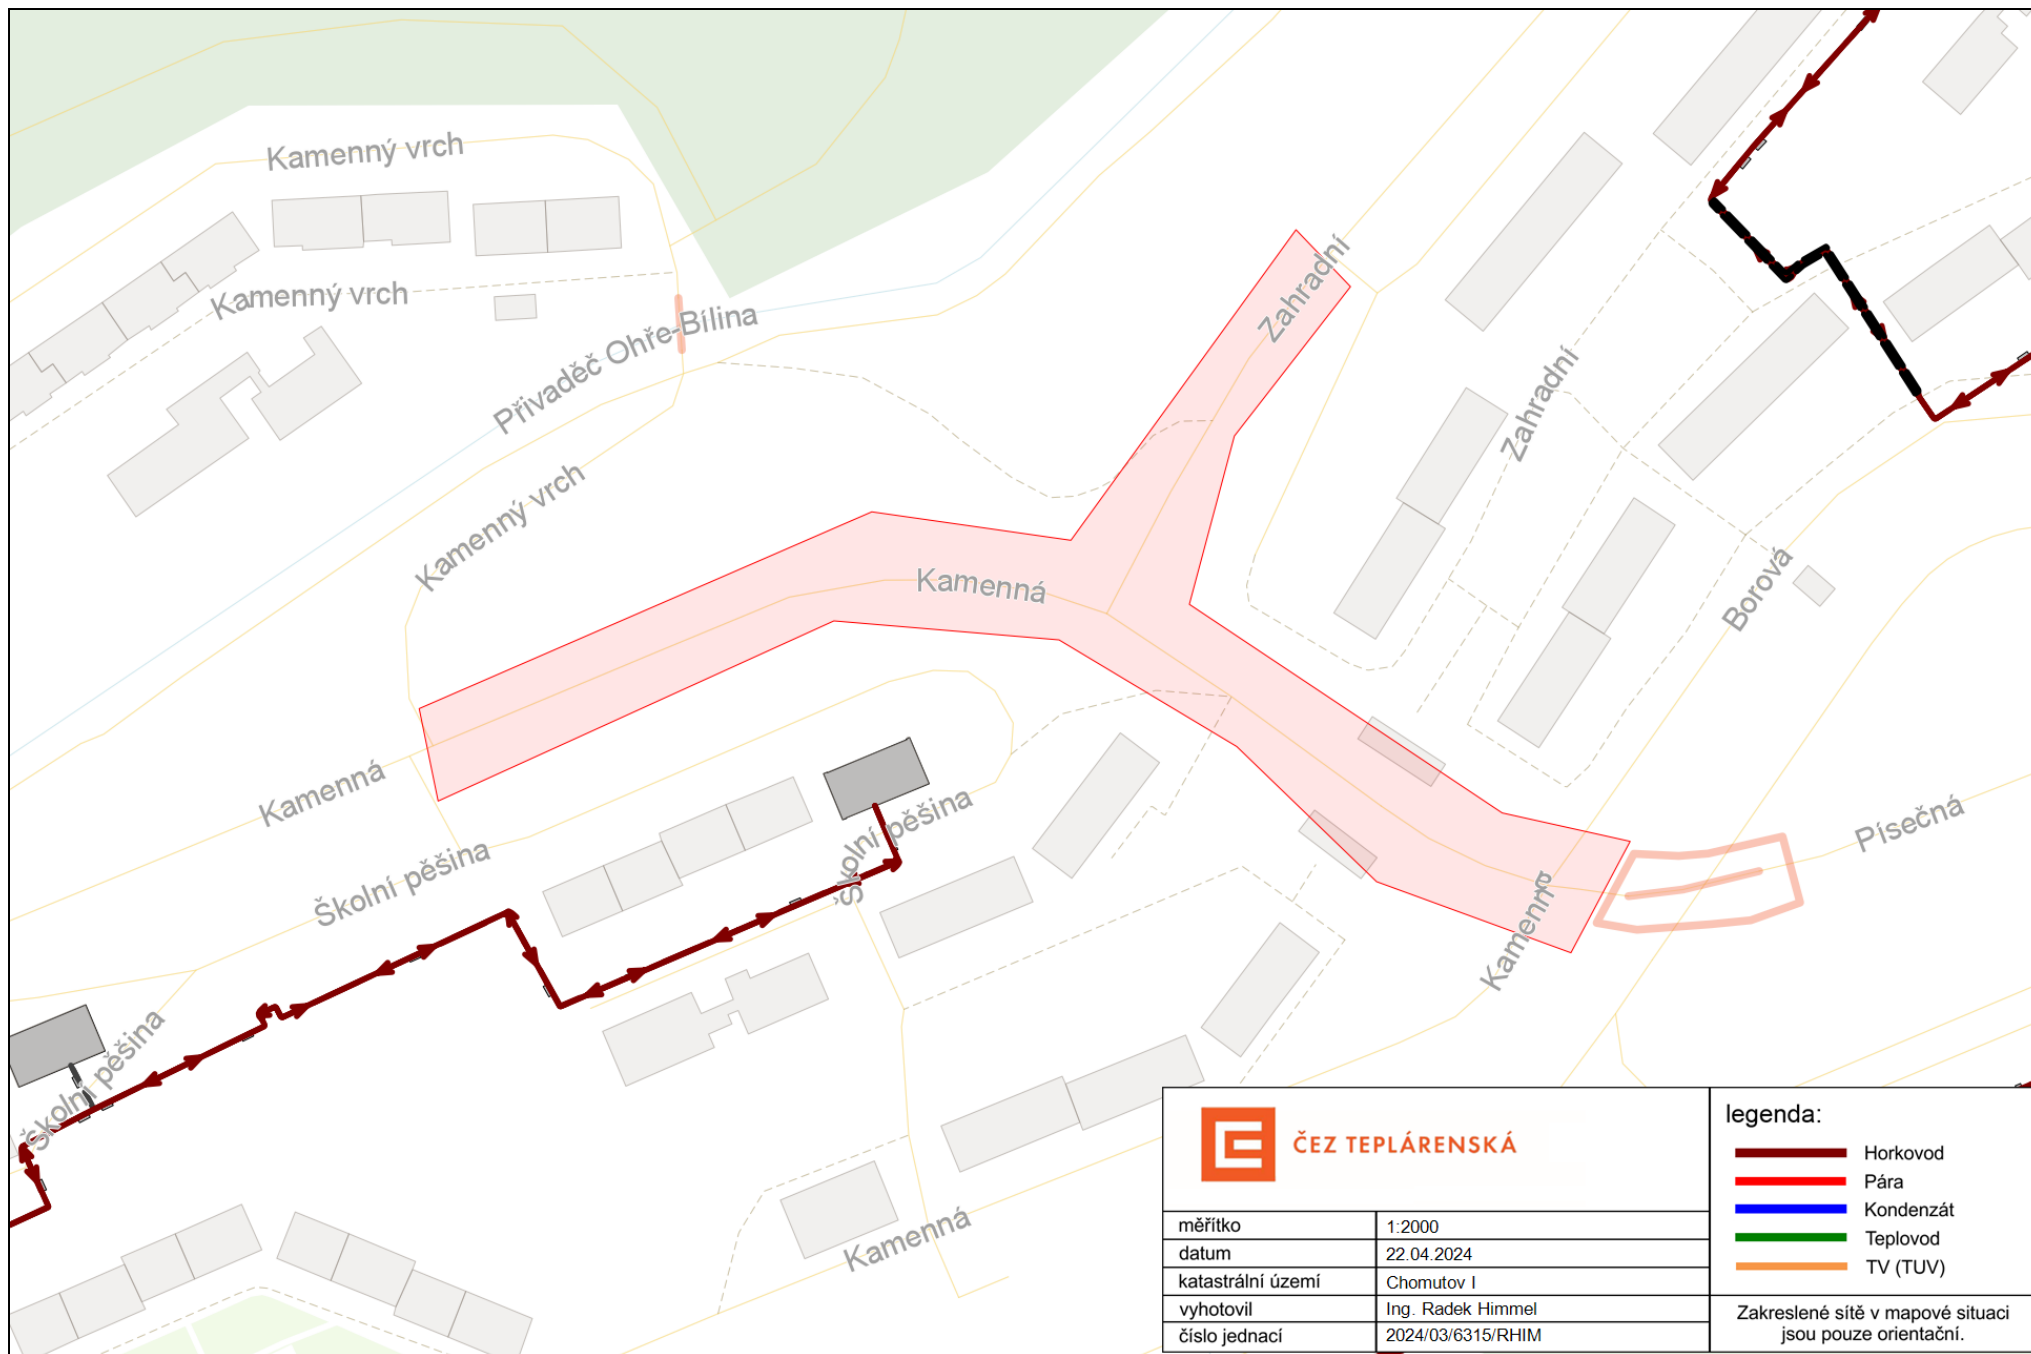 Kamenný vrch
Kamenný vrch
Přivaděč Ohře-Bílina
Zahradní
Zahradní
Kamenný vrch
Kamenná
Borová
Kamenná
Školní pěšina
Školní pěšina
Písečná
Kamenná
Školní pěšina
Kamenná
ČEZ TEPLÁRENSKÁ
měřítko 1:2000
datum 22.04.2024
katastrální území Chomutov I
vyhotovil Ing. Radek Himmel
číslo jednací 2024/03/6315/RHIM
legenda:
Horkovod
Pára
Kondenzát
Teplovod
TV (TUV)
Zakreslené sítě v mapové situaci
jsou pouze orientační.